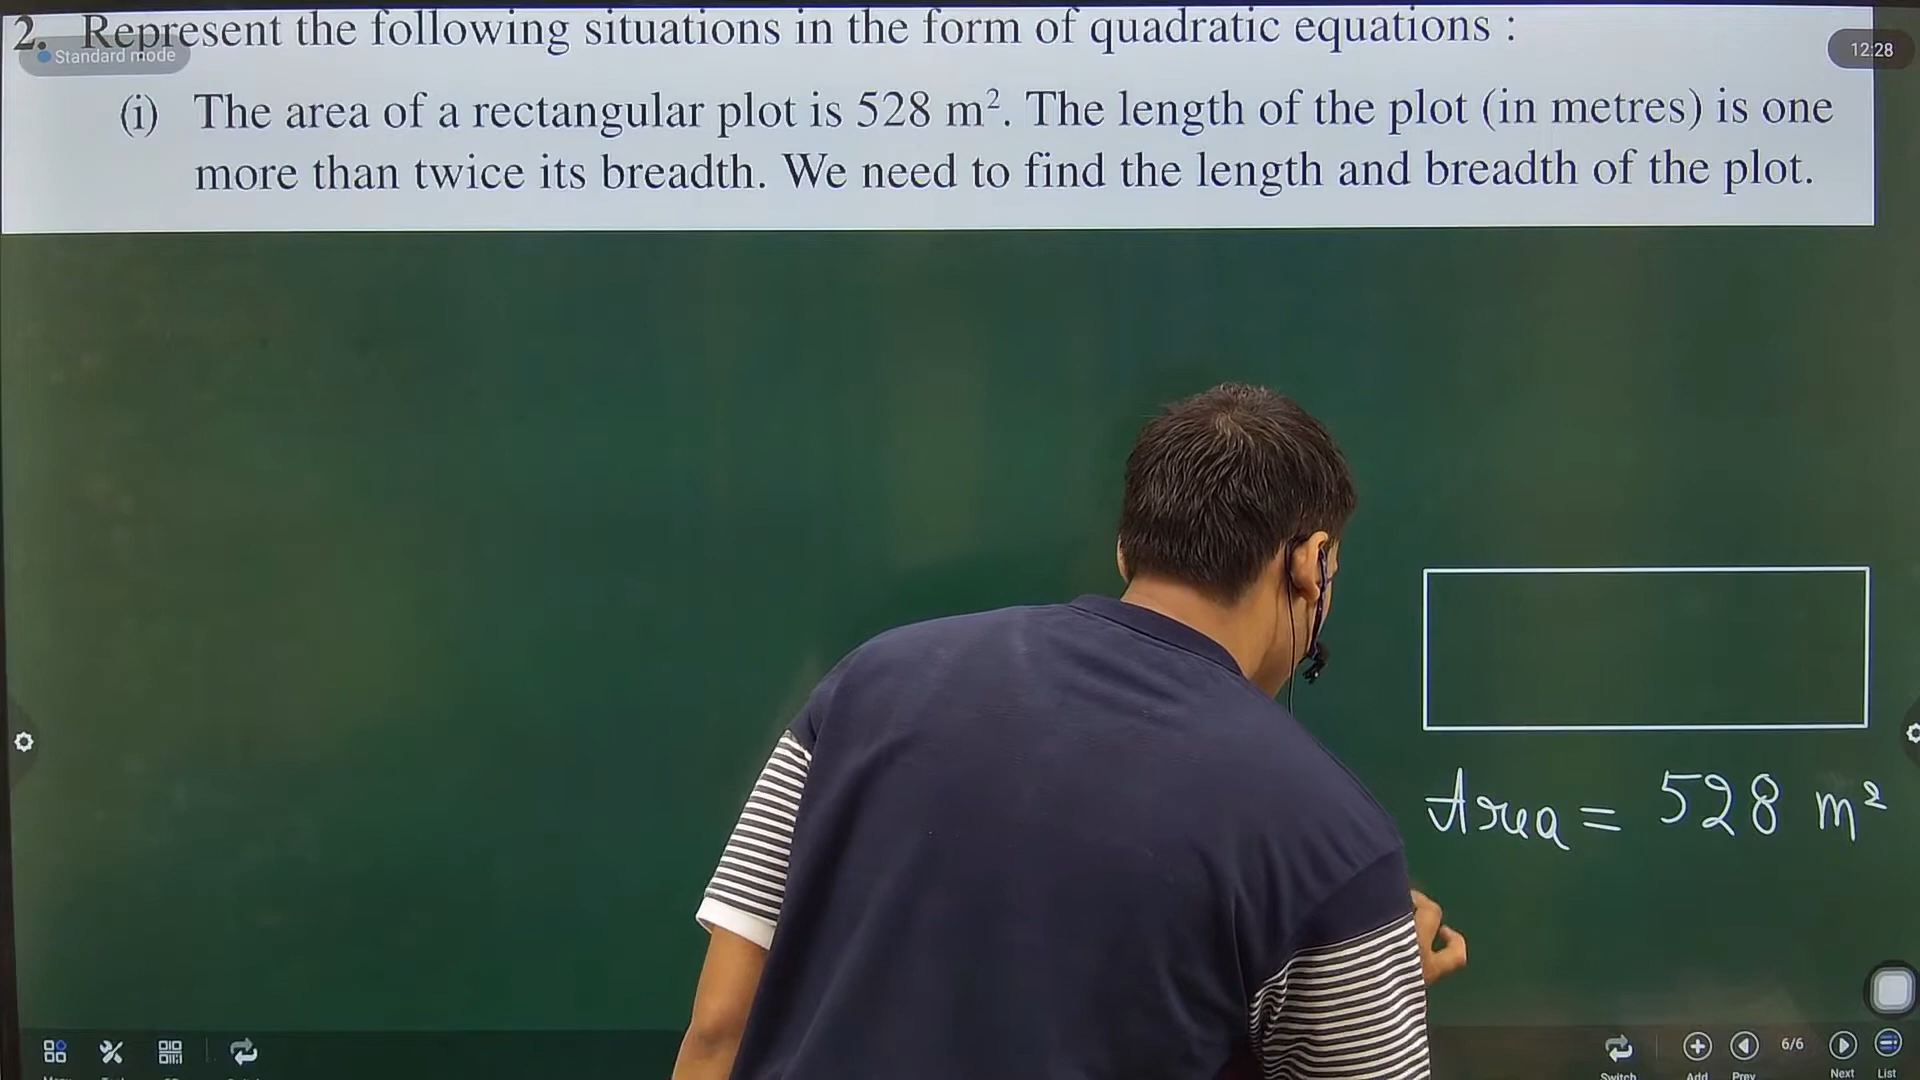 2. Represent the following situations in the form of quadratic equations :
Standard mode
12:28
(i) The area of a rectangular plot is 528 m². The length of the plot (in metres) is one
more than twice its breadth. We need to find the length and breadth of the plot.
Area = 528 m²
6/6
Switch Add Prev Next List